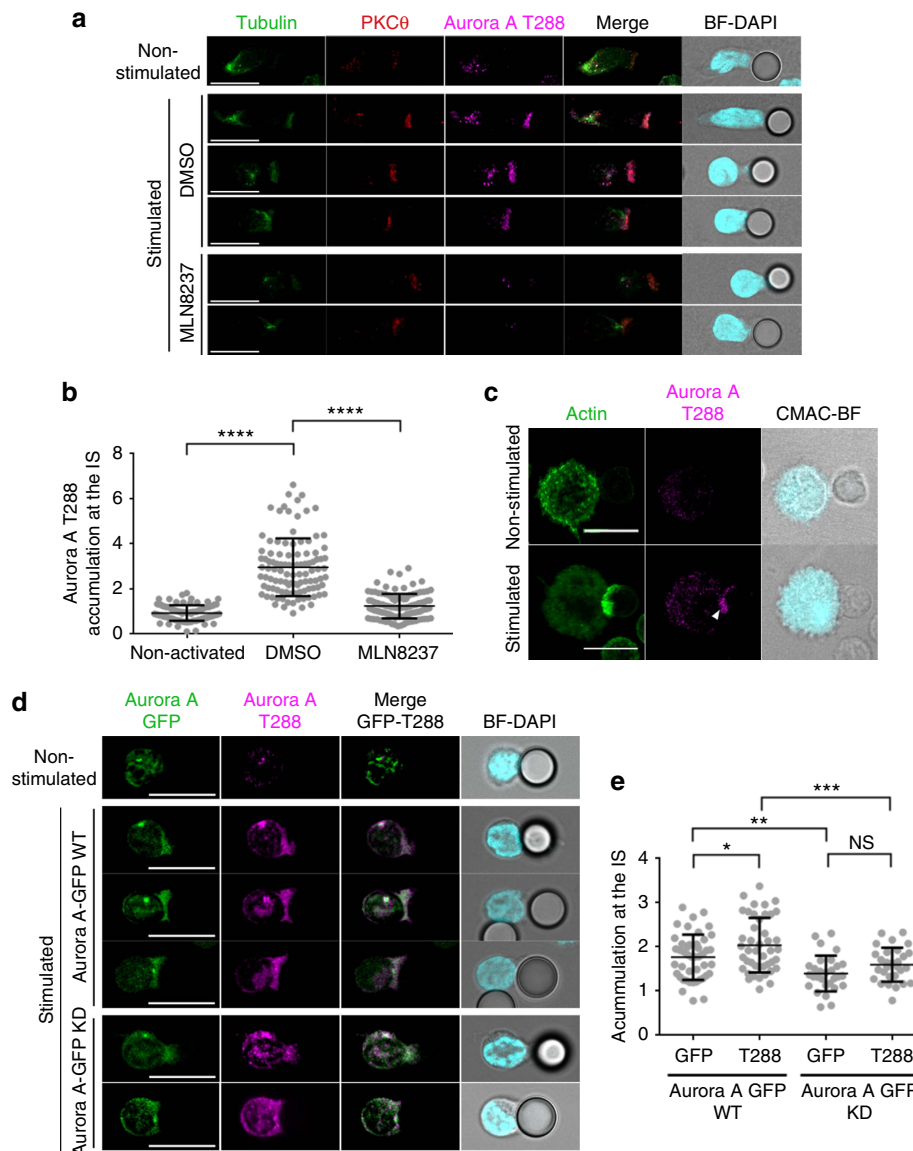 a
Tubulin PKCθ Aurora A T288 Merge BF-DAPI
Non-
stimulated
Stimulated
DMSO
MLN8237
b
Aurora A T288
accumulation at the IS
8
6
4
2
0
**** ****
Non-activated DMSO MLN8237
c
Actin Aurora A
T288 CMAC-BF
Non-stimulated
Stimulated
d
Aurora A
GFP Aurora A
T288 Merge
GFP-T288 BF-DAPI
Non-
stimulated
Stimulated
Aurora A-GFP WT
Aurora A-GFP KD
e
Acummulation at the IS
4
3
2
1
0
***
**
* NS
GFP T288 GFP T288
Aurora A GFP
WT
Aurora A GFP
KD